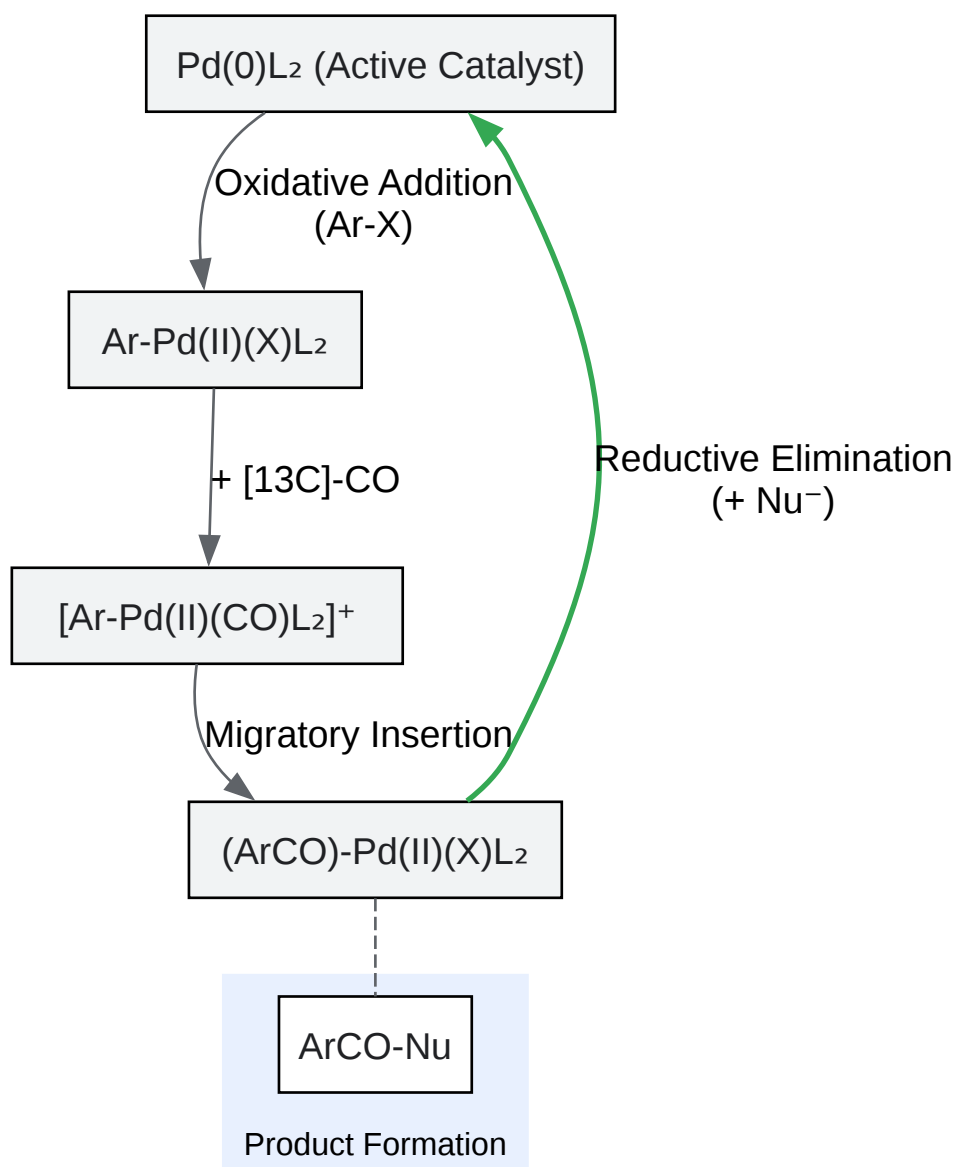 Pd(0)L₂ (Active Catalyst)
Oxidative Addition
(Ar-X)
Ar-Pd(II)(X)L₂
+ [13C]-CO
Reductive Elimination
(+ Nu⁻)
[Ar-Pd(II)(CO)L₂]⁺
Migratory Insertion
(ArCO)-Pd(II)(X)L₂
ArCO-Nu
Product Formation